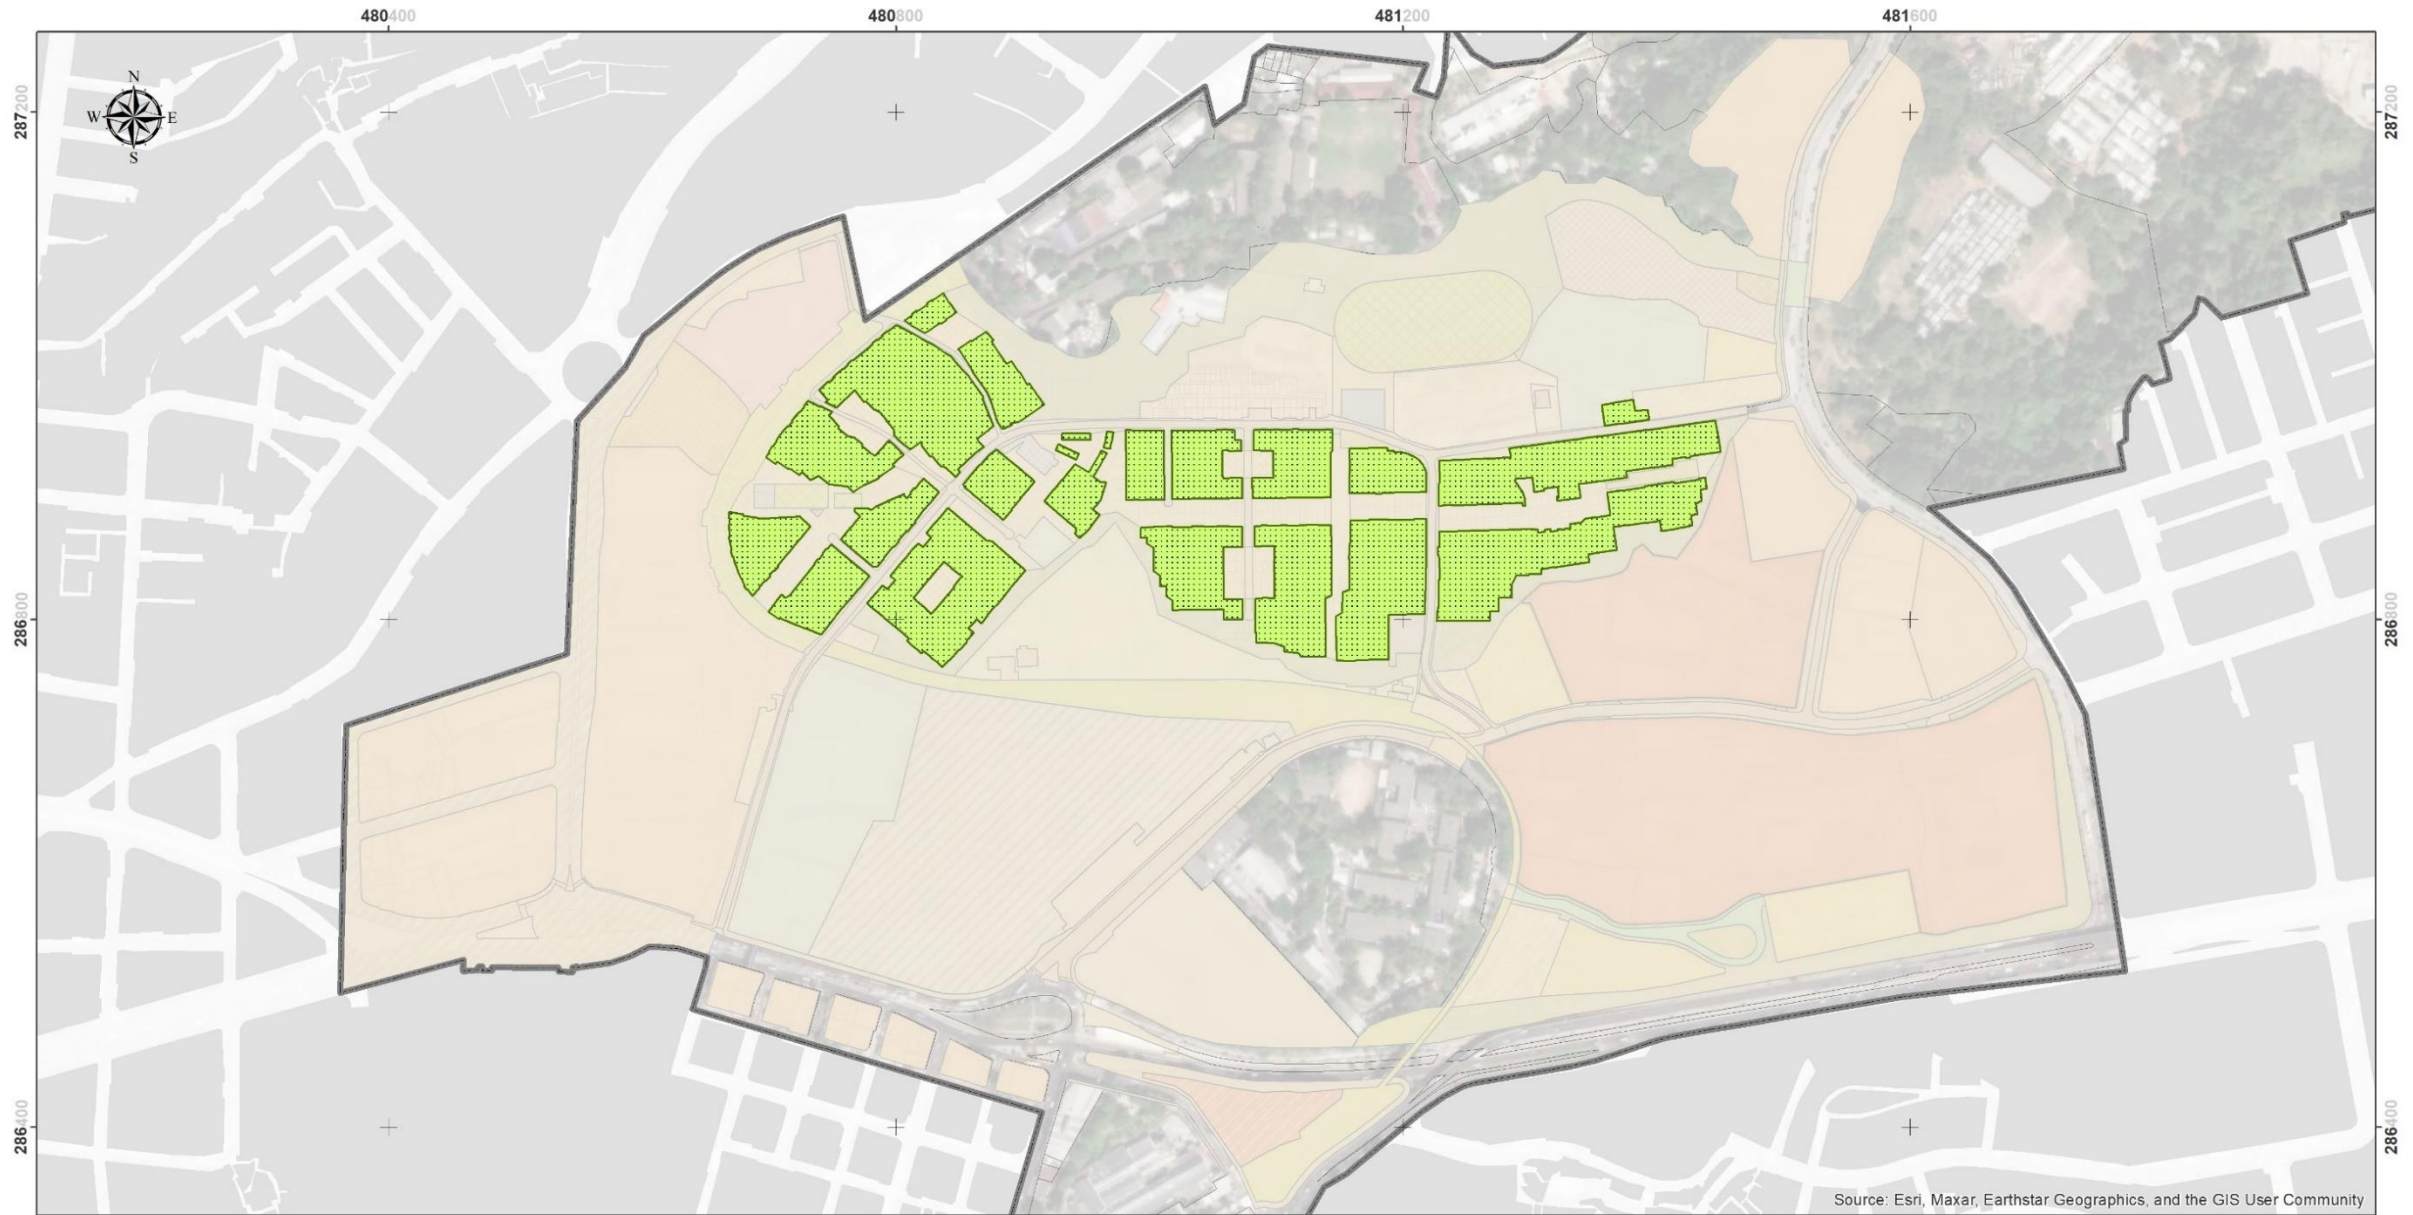 480400 480800 481200 481600
N
W E
S
287200 287200
286800 286800
286400 286400
Source: Esri, Maxar, Earthstar Geographics, and the GIS User Community